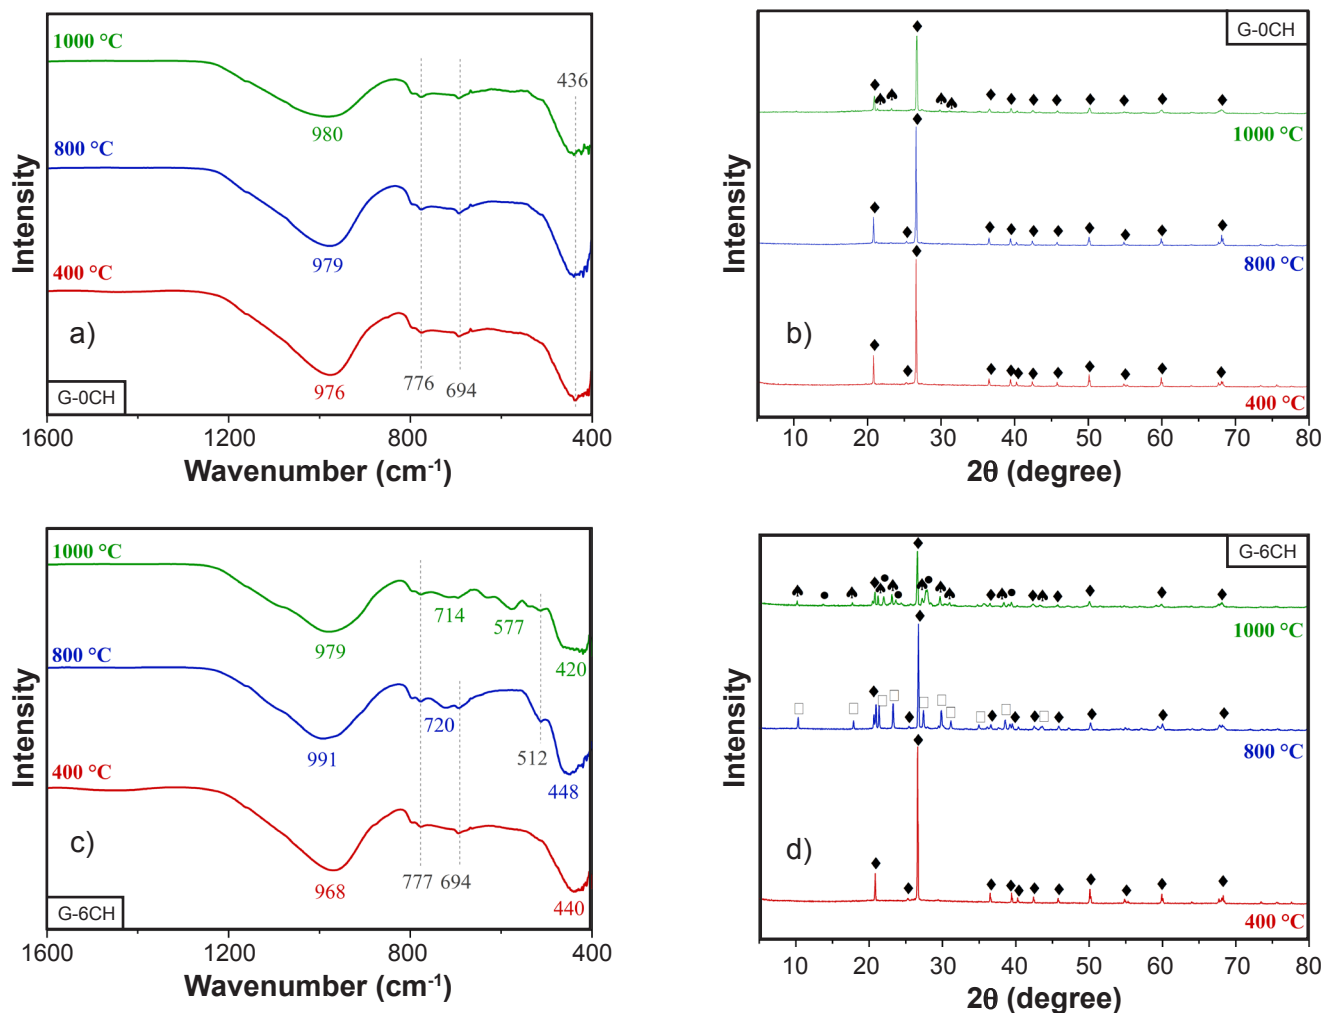 1000 °C
436
980
800 °C
979
400 °C
a)
976
776
694
G-0CH
1600
1200
800
400
Wavenumber (cm-1)
Intensity
G-0CH
1000 °C
800 °C
b)
400 °C
10
20
30
40
50
60
70
80
2θ (degree)
Intensity
1000 °C
714
577
979
420
800 °C
720
991
512
448
400 °C
c)
968
777
694
440
G-6CH
1600
1200
800
400
Wavenumber (cm-1)
Intensity
G-6CH
1000 °C
800 °C
d)
400 °C
10
20
30
40
50
60
70
80
2θ (degree)
Intensity